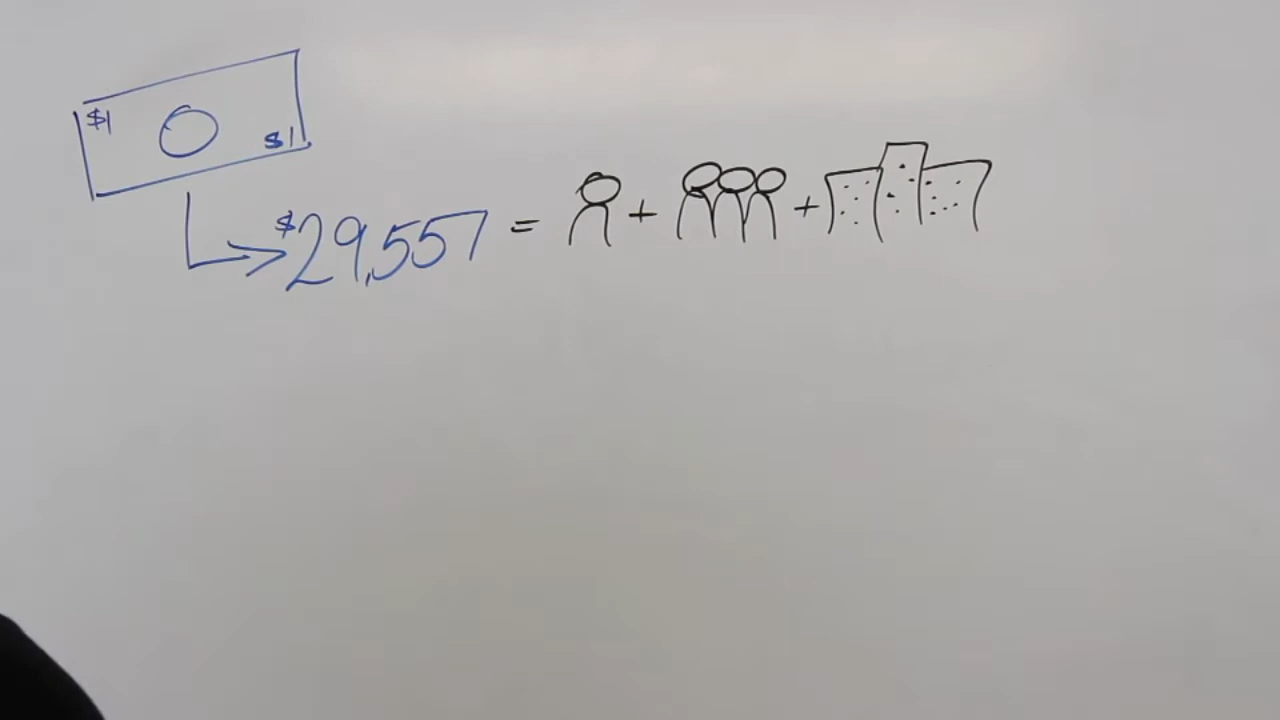 $1
$1
$29,557 = + +